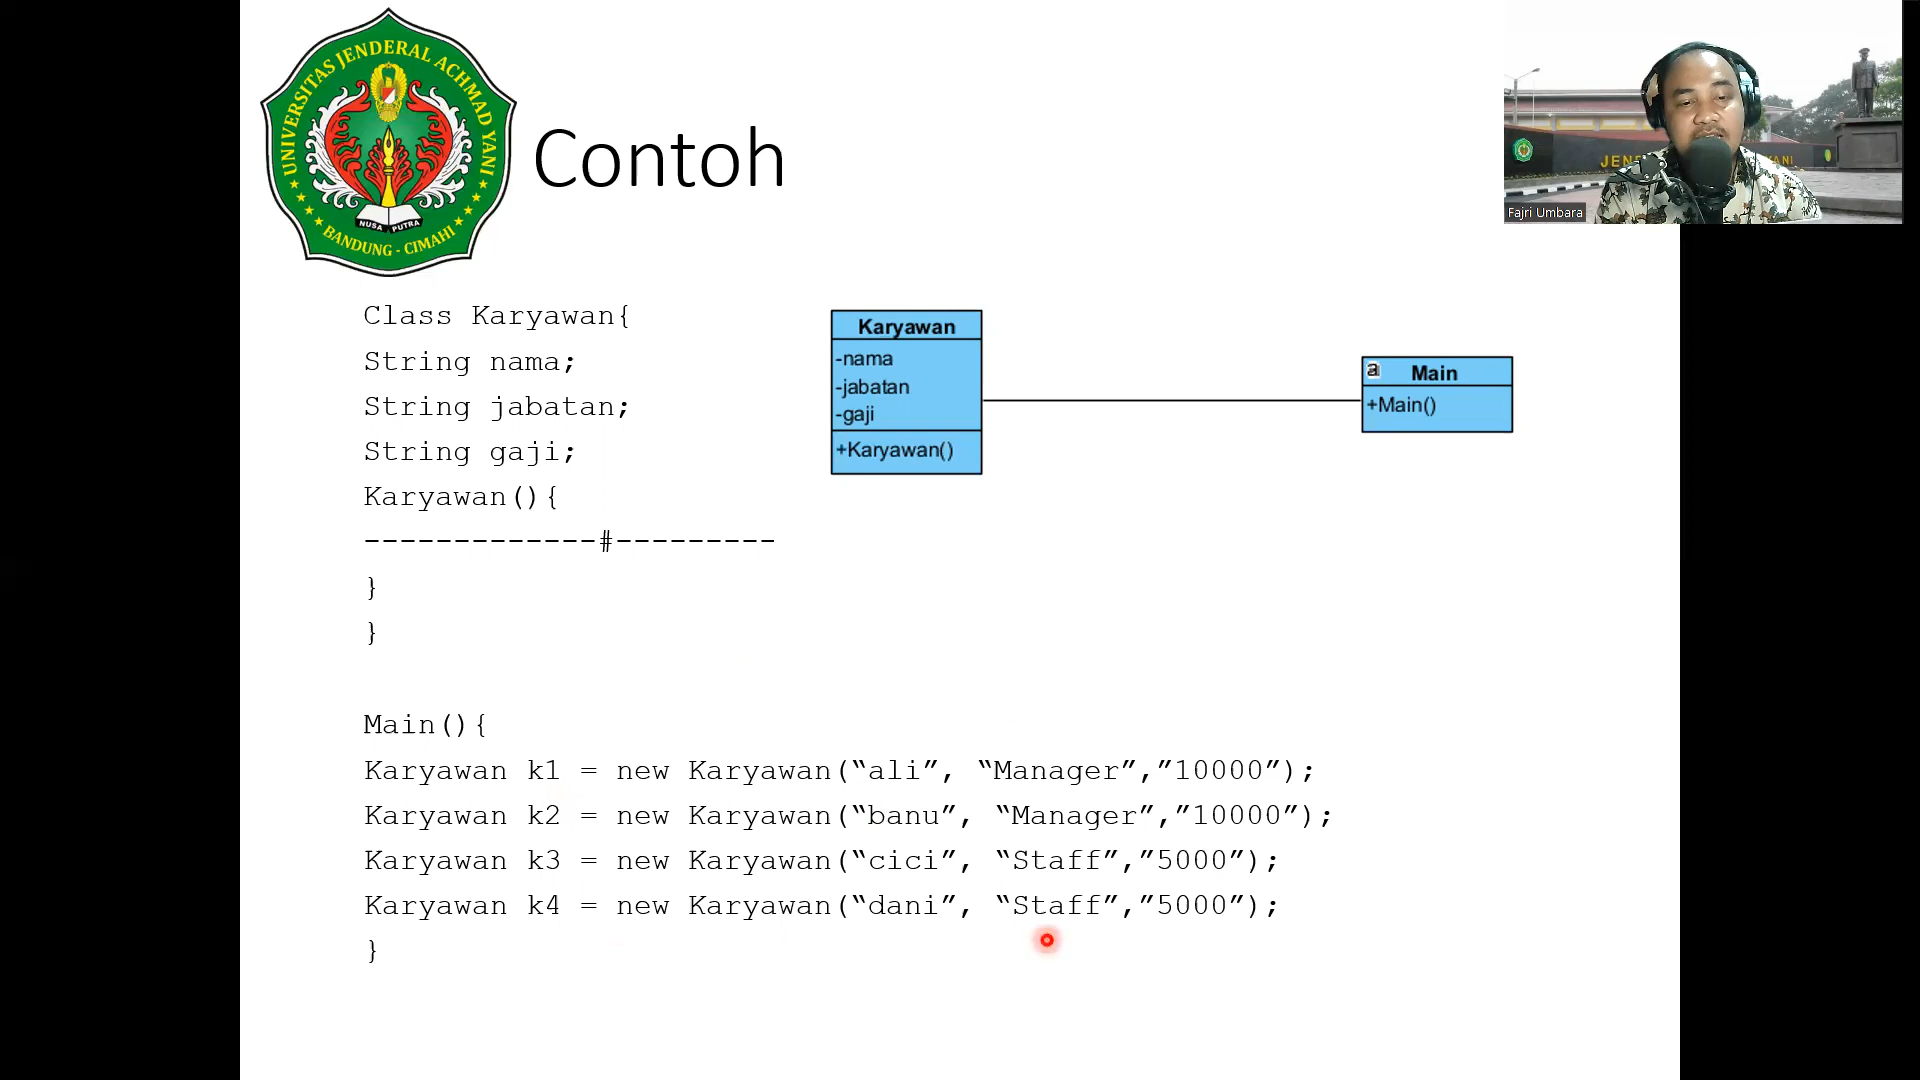 UNIVERSITAS JENDERAL ACHMAD YANI
NUSA PUTRA
BANDUNG - CIMAHI
Contoh
Fajri Umbara
Class Karyawan{
String nama;
String jabatan;
String gaji;
Karyawan(){
-------------#---------
}
}
Karyawan
-nama
-jabatan
-gaji
+Karyawan()
a Main
+Main()
Main(){
Karyawan k1 = new Karyawan(“ali”, “Manager”,”10000”);
Karyawan k2 = new Karyawan(“banu”, “Manager”,”10000”);
Karyawan k3 = new Karyawan(“cici”, “Staff”,”5000”);
Karyawan k4 = new Karyawan(“dani”, “Staff”,”5000”);
}